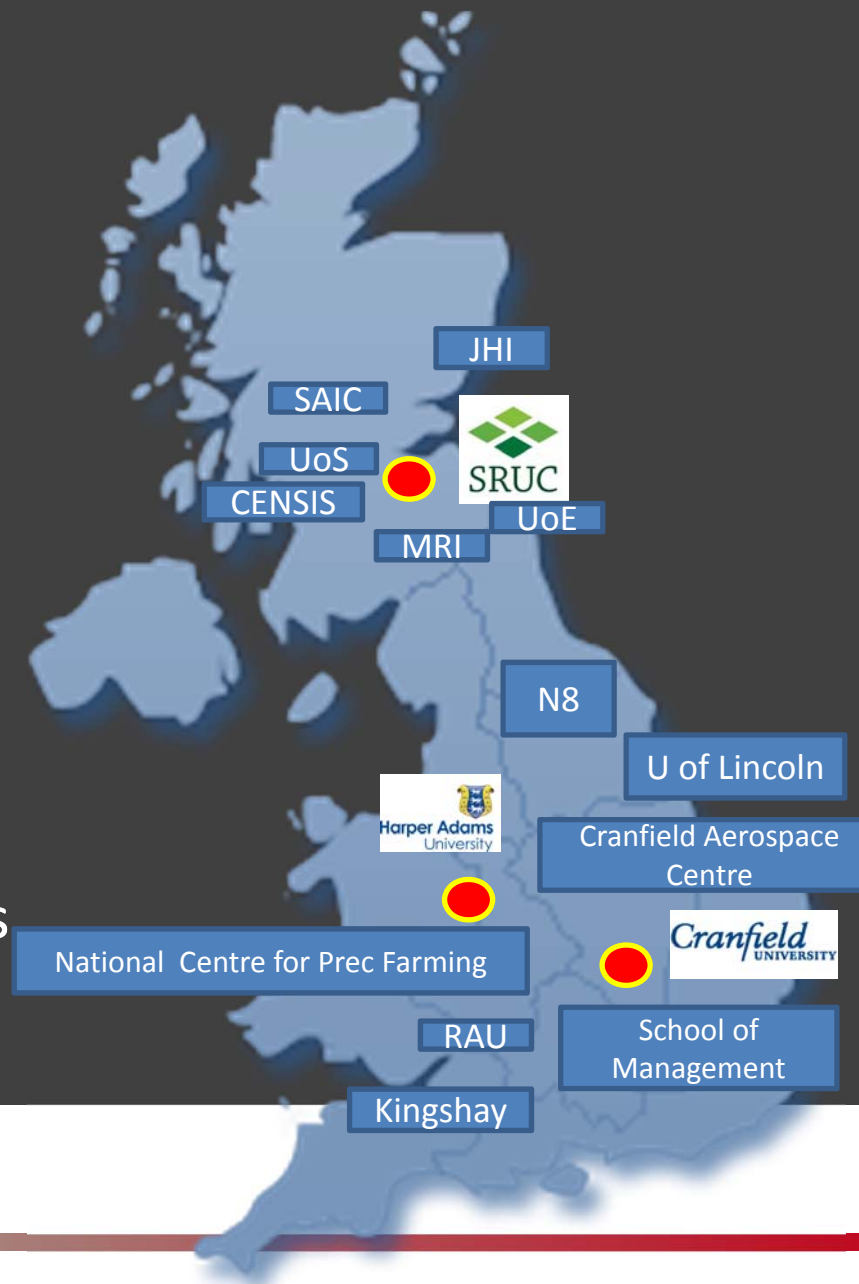 JHI
SAIC
SRUC
UoS
CENSIS
UoE
MRI
N8
U of Lincoln
Harper Adams
University
Cranfield Aerospace
Centre
s
Cranfield
UNIVERSITY
National Centre for Prec Farming
RAU
School of
Management
Kingshay